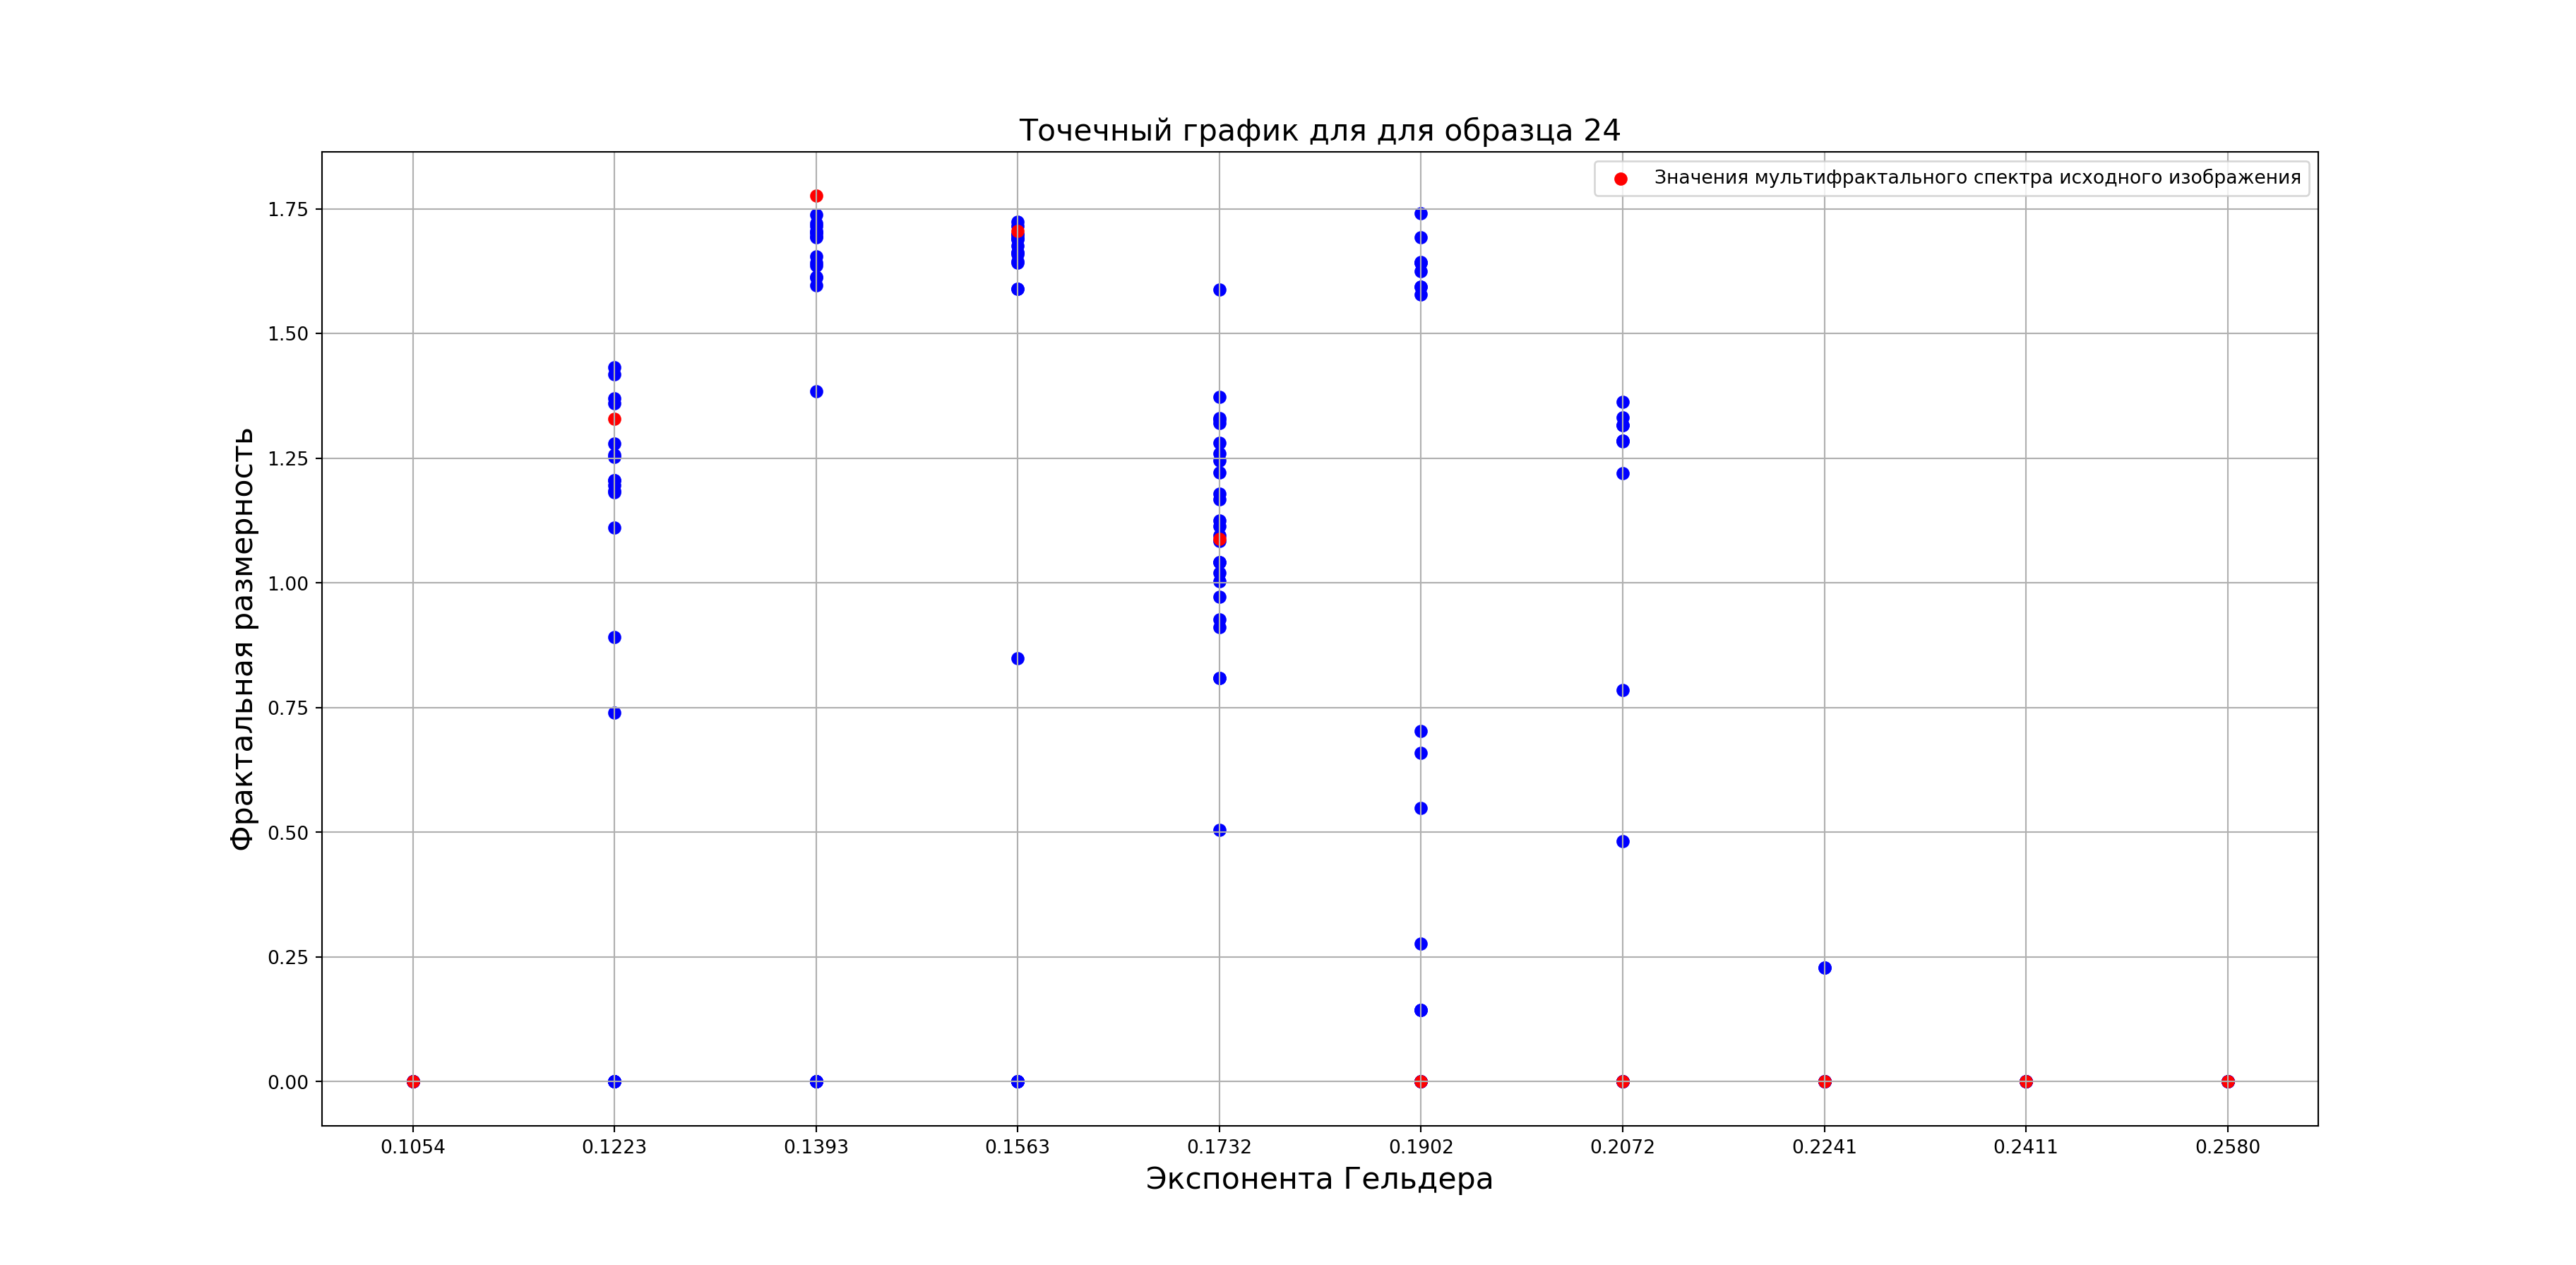 Точечный график для для образца 24
Значения мультифрактального спектра исходного изображения
Фрактальная размерность
1.75
1.50
1.25
1.00
0.75
0.50
0.25
0.00
0.1054 0.1223 0.1393 0.1563 0.1732 0.1902 0.2072 0.2241 0.2411 0.2580
Экспонента Гельдера